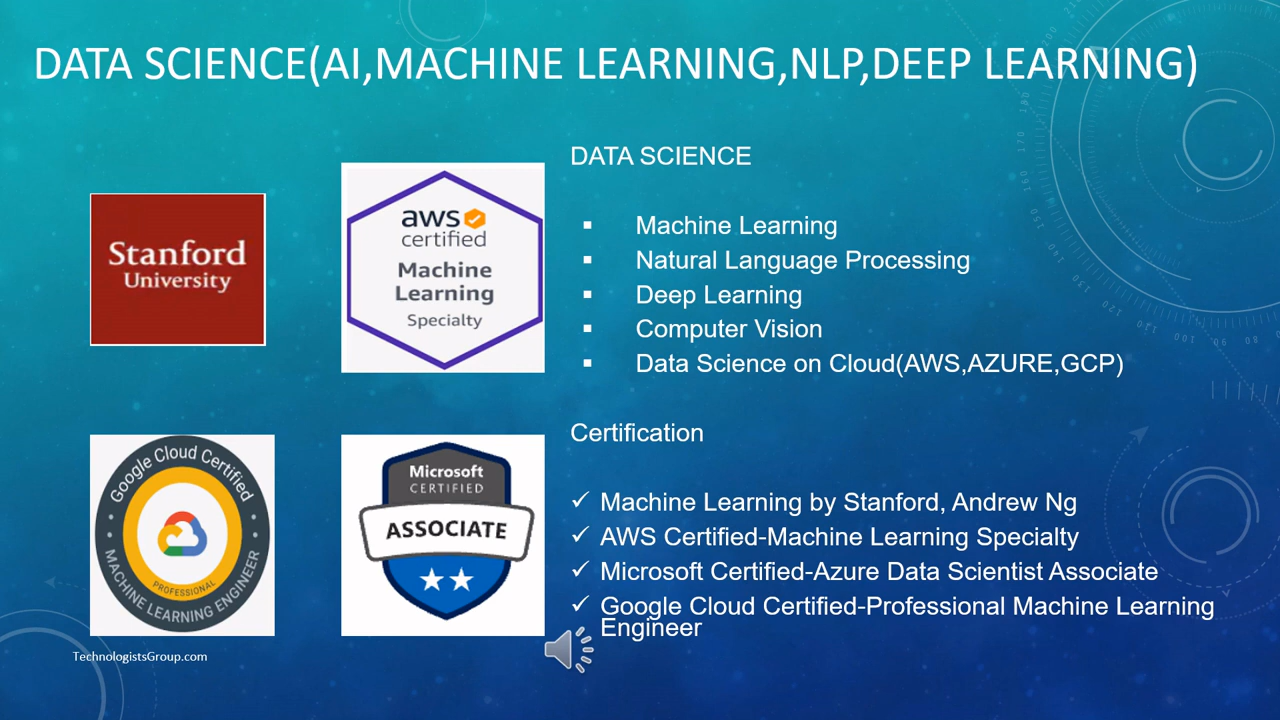 DATA SCIENCE(AI,MACHINE LEARNING,NLP,DEEP LEARNING)
Stanford
University
aws
certified
Machine
Learning
Specialty
Google Cloud Certified
PROFESSIONAL
MACHINE LEARNING ENGINEER
Microsoft
CERTIFIED
ASSOCIATE
DATA SCIENCE
▪ Machine Learning
▪ Natural Language Processing
▪ Deep Learning
▪ Computer Vision
▪ Data Science on Cloud(AWS,AZURE,GCP)
Certification
✓ Machine Learning by Stanford, Andrew Ng
✓ AWS Certified-Machine Learning Specialty
✓ Microsoft Certified-Azure Data Scientist Associate
✓ Google Cloud Certified-Professional Machine Learning
Engineer
TechnologistsGroup.com